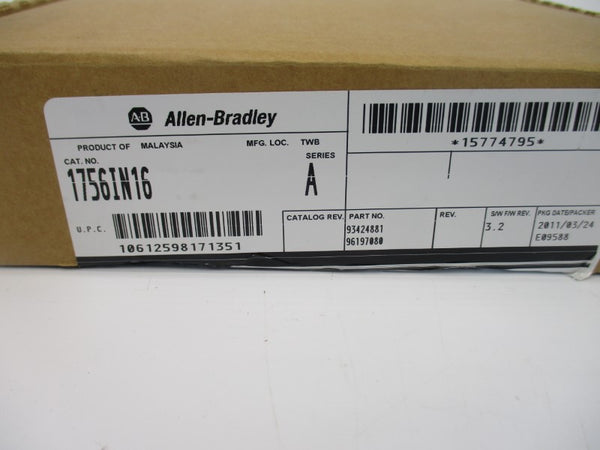 AB Allen-Bradley
*15774795*
PRODUCT OF MALAYSIA MFG. LOC. TWB
CAT. NO. SERIES
1756IN16 A
U.P.C. 10612598171351
CATALOG REV. PART NO. REV. S/W F/W REV. PKG DATE/PACKER
93424881 3.2 2011/03/24
96197080 E09588